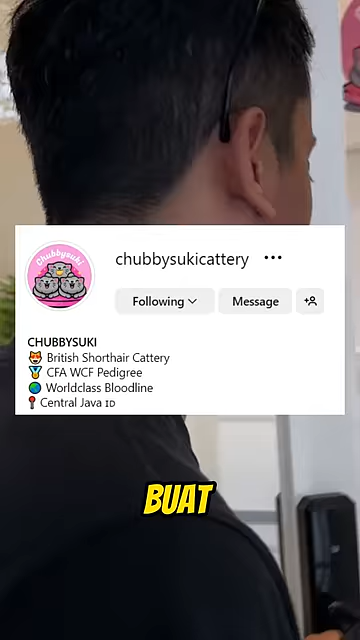 Chubbysuki
chubbysukicattery
Following
Message
CHUBBYSUKI
British Shorthair Cattery
CFA WCF Pedigree
Worldclass Bloodline
Central Java ID
BUAT